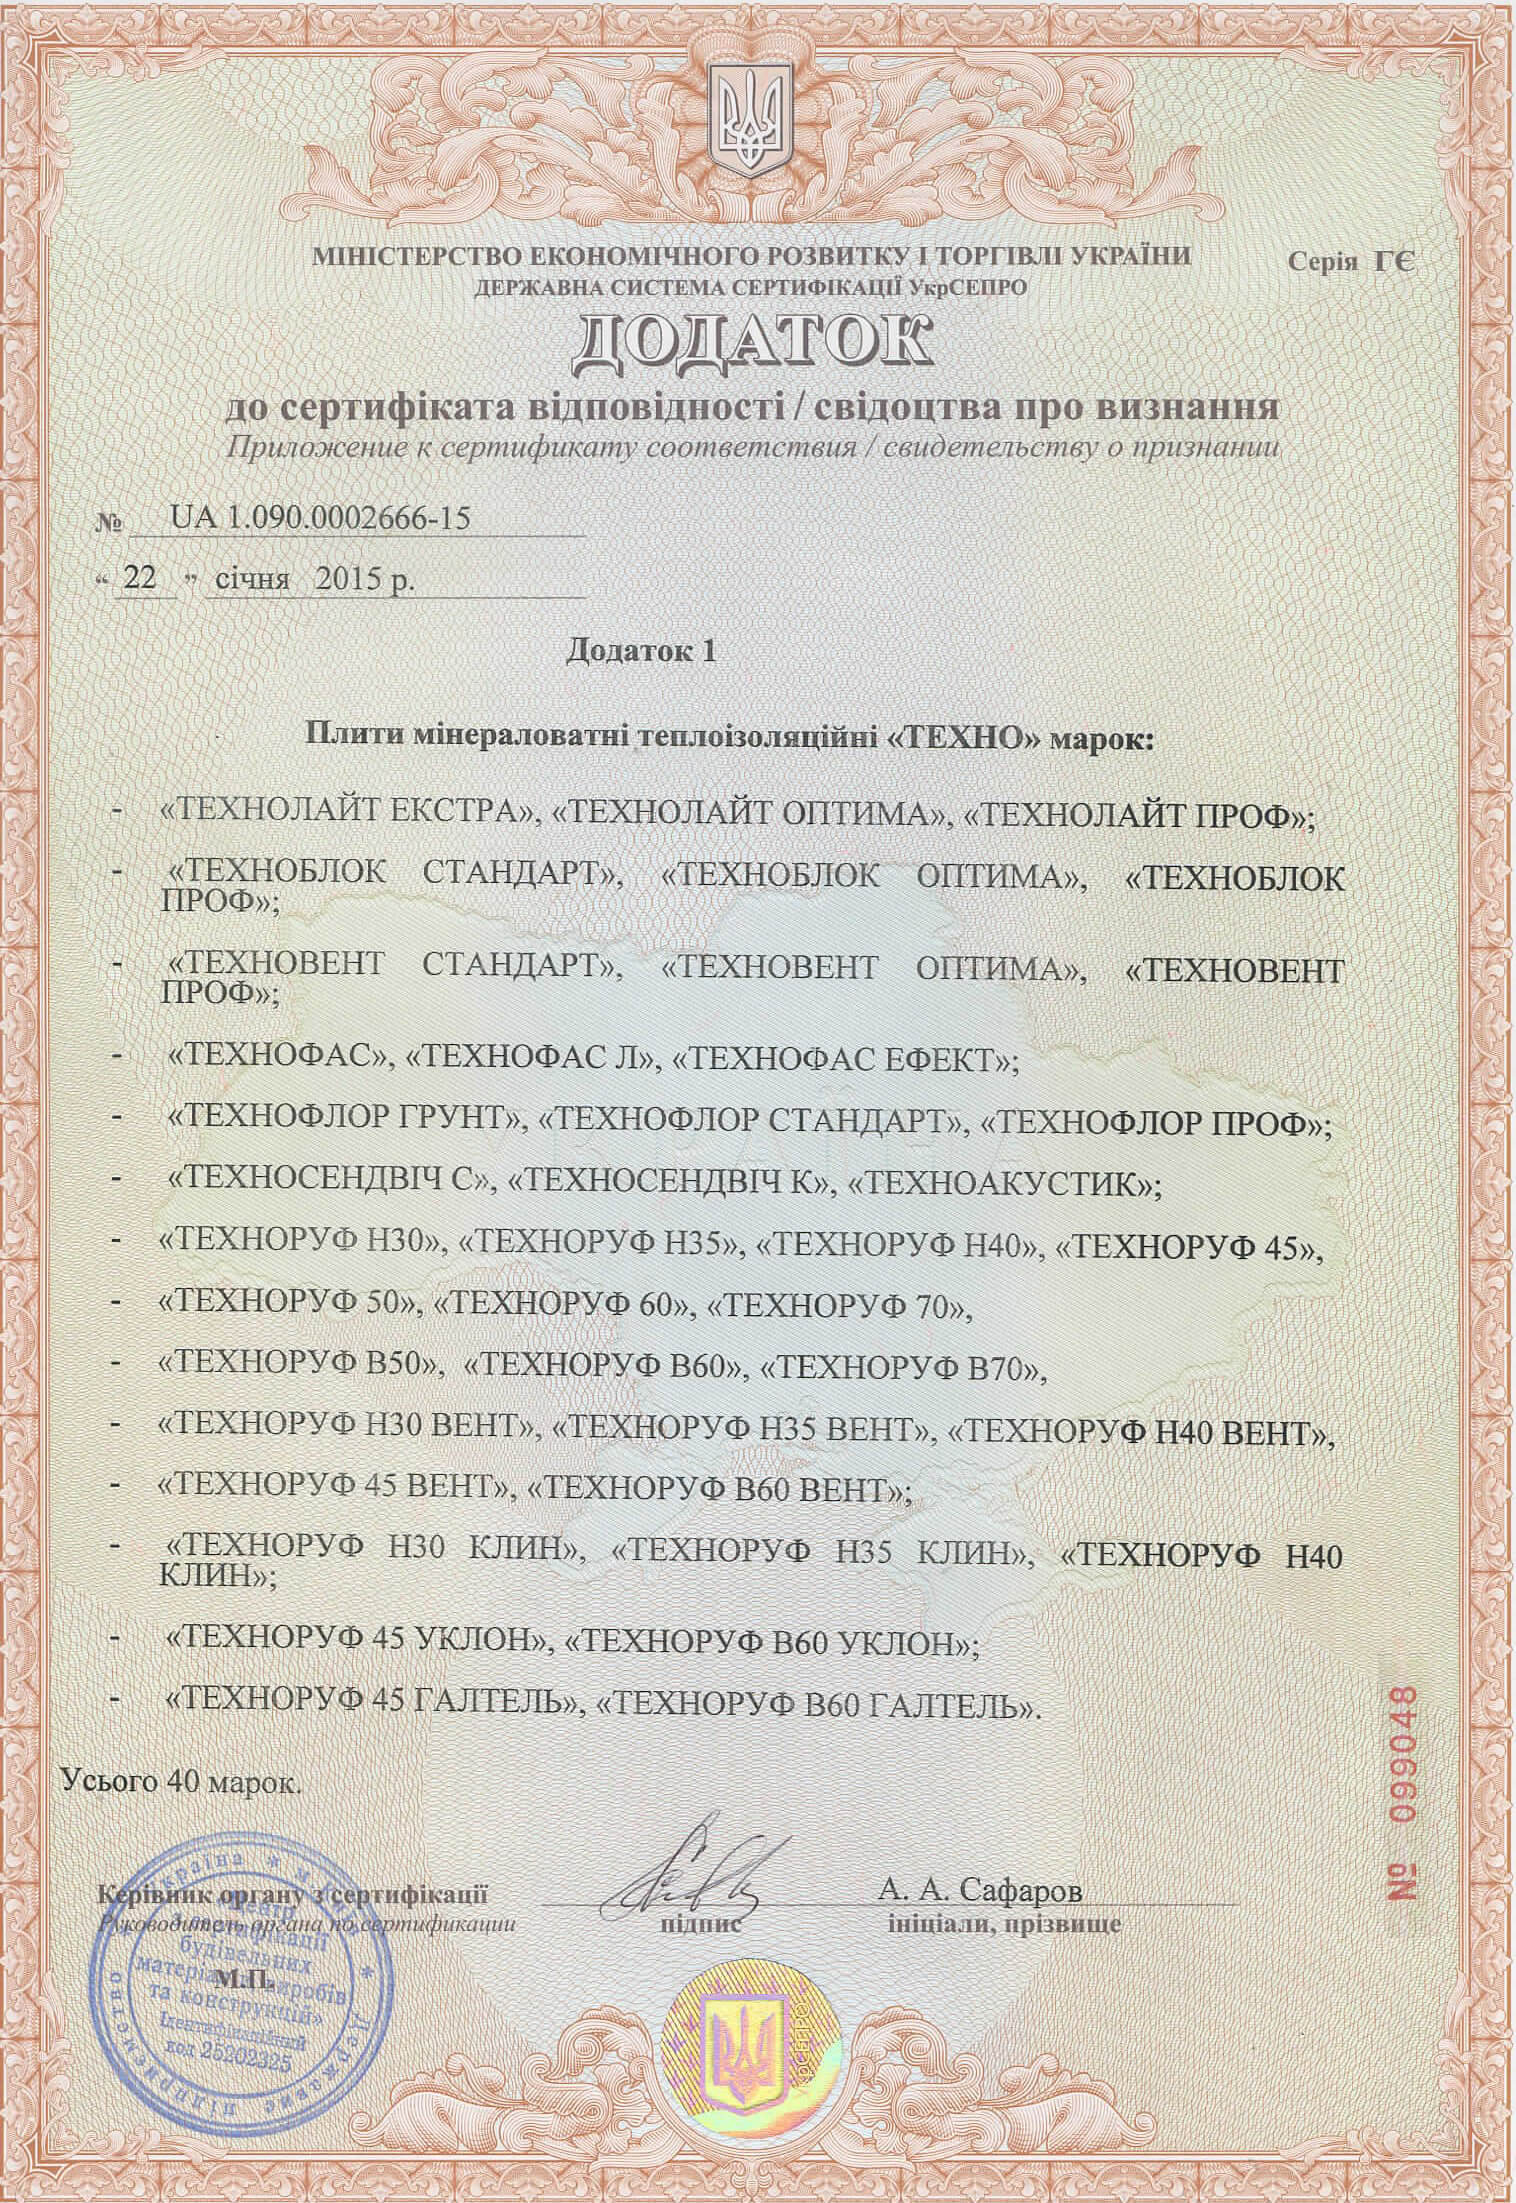 МІНІСТЕРСТВО ЕКОНОМІЧНОГО РОЗВИТКУ І ТОРГІВЛІ УКРАЇНИ
Серія ГЄ
ДЕРЖАВНА СИСТЕМА СЕРТИФІКАЦІЇ УкрСЕПРО
ДОДАТОК
до сертифіката відповідності / свідоцтва про визнання
Приложение к сертификату соответствия / свидетельству о признании
№ UA 1.090.0002666-15
“ 22 ” січня 2015 р.
Додаток 1
Плити мінераловатні теплоізоляційні «ТЕХНО» марок:
- «ТЕХНОЛАЙТ ЕКСТРА», «ТЕХНОЛАЙТ ОПТИМА», «ТЕХНОЛАЙТ ПРОФ»;
- «ТЕХНОБЛОК СТАНДАРТ», «ТЕХНОБЛОК ОПТИМА», «ТЕХНОБЛОК
ПРОФ»;
- «ТЕХНОВЕНТ СТАНДАРТ», «ТЕХНОВЕНТ ОПТИМА», «ТЕХНОВЕНТ
ПРОФ»;
- «ТЕХНОФАС», «ТЕХНОФАС Л», «ТЕХНОФАС ЕФЕКТ»;
- «ТЕХНОФЛОР ГРУНТ», «ТЕХНОФЛОР СТАНДАРТ», «ТЕХНОФЛОР ПРОФ»;
- «ТЕХНОСЕНДВІЧ С», «ТЕХНОСЕНДВІЧ К», «ТЕХНОАКУСТИК»;
- «ТЕХНОРУФ Н30», «ТЕХНОРУФ Н35», «ТЕХНОРУФ Н40», «ТЕХНОРУФ 45»,
- «ТЕХНОРУФ 50», «ТЕХНОРУФ 60», «ТЕХНОРУФ 70»,
- «ТЕХНОРУФ В50», «ТЕХНОРУФ В60», «ТЕХНОРУФ В70»,
- «ТЕХНОРУФ Н30 ВЕНТ», «ТЕХНОРУФ Н35 ВЕНТ», «ТЕХНОРУФ Н40 ВЕНТ»,
- «ТЕХНОРУФ 45 ВЕНТ», «ТЕХНОРУФ В60 ВЕНТ»;
- «ТЕХНОРУФ Н30 КЛИН», «ТЕХНОРУФ Н35 КЛИН», «ТЕХНОРУФ Н40
КЛИН»;
- «ТЕХНОРУФ 45 УКЛОН», «ТЕХНОРУФ В60 УКЛОН»;
- «ТЕХНОРУФ 45 ГАЛТЕЛЬ», «ТЕХНОРУФ В60 ГАЛТЕЛЬ».
Усього 40 марок.
№ 099048
Керівник органу з сертифікації
А. А. Сафаров
Руководитель органа по сертификации
підпис
ініціали, прізвище
М.П.
Україна * м. Київ * Державне підприємство *
«Центр
з сертифікації
будівельних
матеріалів, виробів
та конструкцій»
Ідентифікаційний
код 25202325
УкрСЕПРО
УКРАЇНА